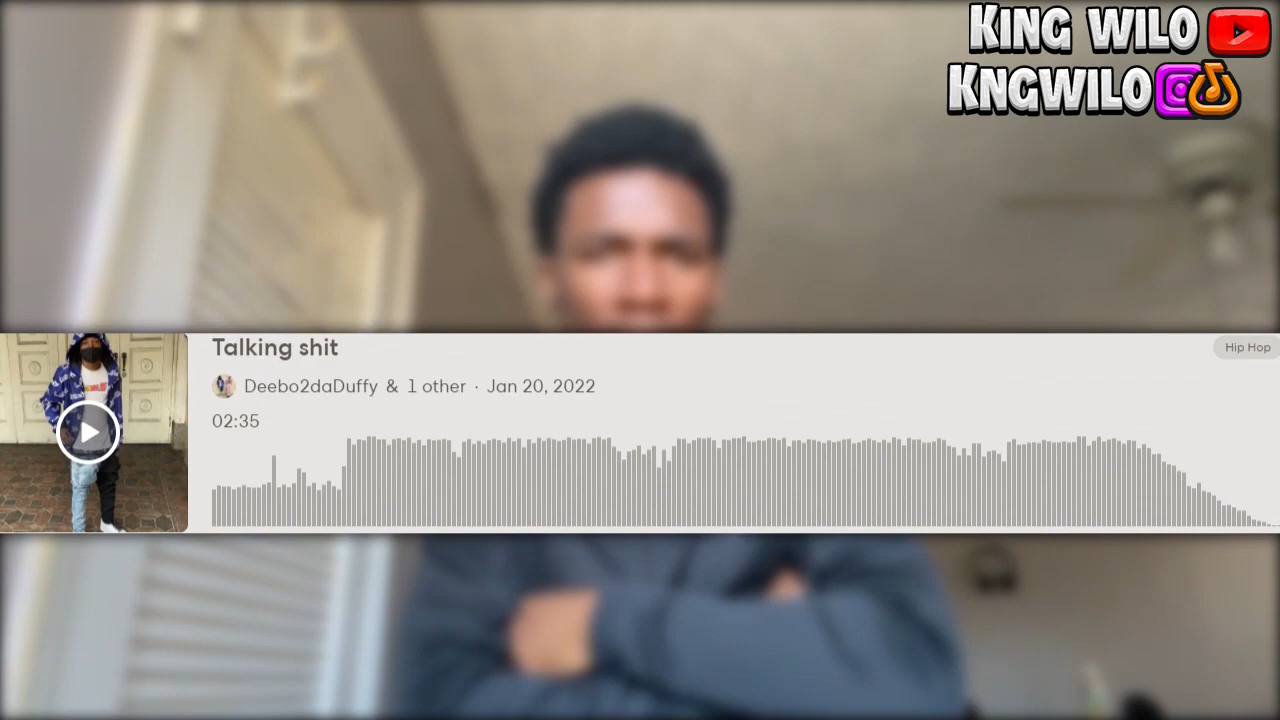 KING WILO
KNGWILO
Talking shit
Hip Hop
Deebo2daDuffy & 1 other · Jan 20, 2022
02:35